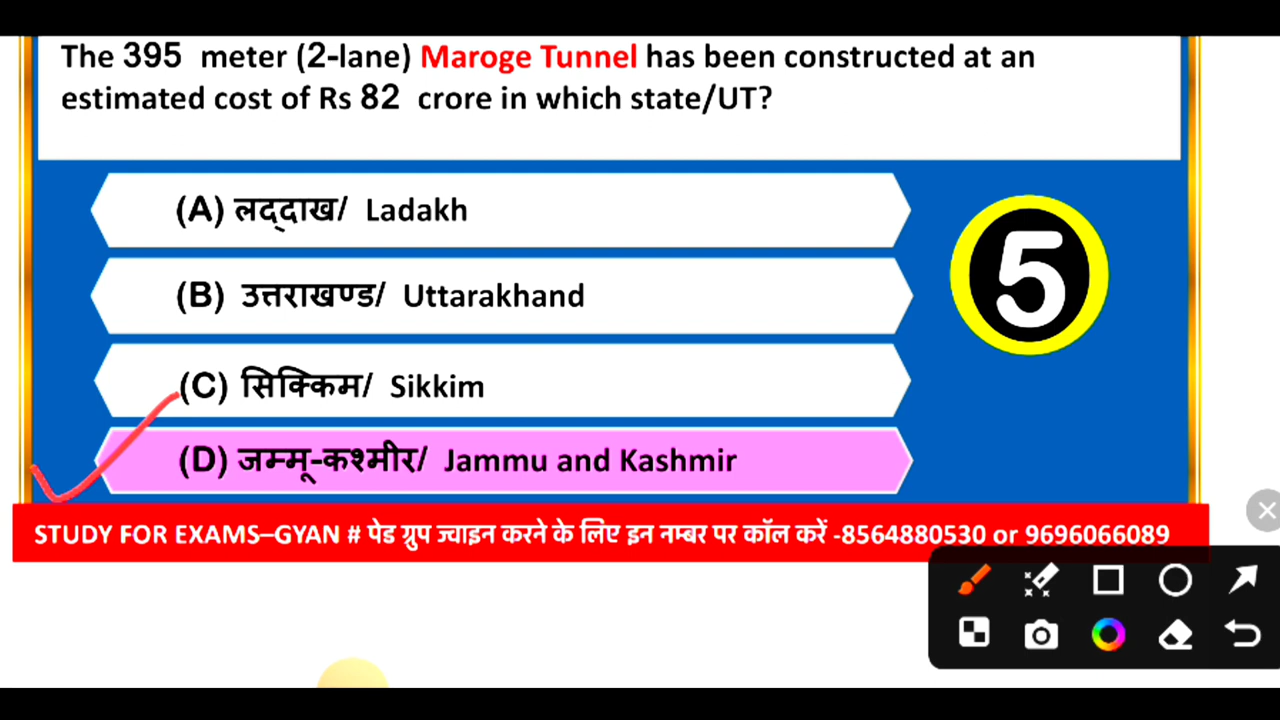 The 395 meter (2-lane) Maroge Tunnel has been constructed at an
estimated cost of Rs 82 crore in which state/UT?
(A) लद्दाख/ Ladakh
(B) उत्तराखण्ड/ Uttarakhand
5
(C) सिक्किम/ Sikkim
(D) जम्मू-कश्मीर/ Jammu and Kashmir
STUDY FOR EXAMS–GYAN # पेड ग्रुप ज्वाइन करने के लिए इन नम्बर पर कॉल करें -8564880530 or 9696066089